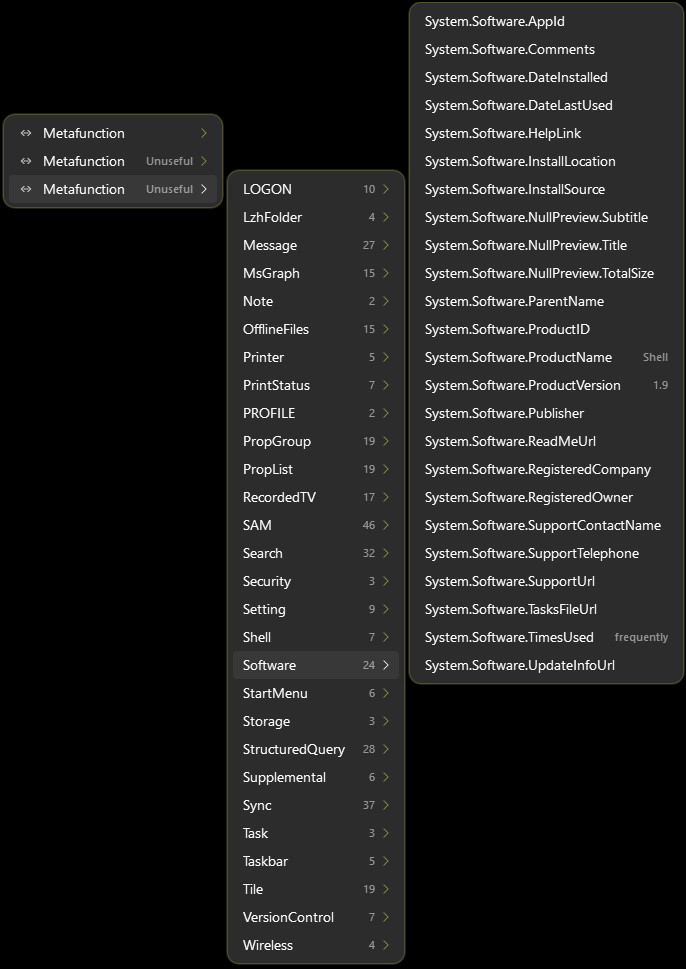 Metafunction
Metafunction Unuseful
Metafunction Unuseful
LOGON 10
LzhFolder 4
Message 27
MsGraph 15
Note 2
OfflineFiles 15
Printer 5
PrintStatus 7
PROFILE 2
PropGroup 19
PropList 19
RecordedTV 17
SAM 46
Search 32
Security 3
Setting 9
Shell 7
Software 24
StartMenu 6
Storage 3
StructuredQuery 28
Supplemental 6
Sync 37
Task 3
Taskbar 5
Tile 19
VersionControl 7
Wireless 4
System.Software.AppId
System.Software.Comments
System.Software.DateInstalled
System.Software.DateLastUsed
System.Software.HelpLink
System.Software.InstallLocation
System.Software.InstallSource
System.Software.NullPreview.Subtitle
System.Software.NullPreview.Title
System.Software.NullPreview.TotalSize
System.Software.ParentName
System.Software.ProductID
System.Software.ProductName Shell
System.Software.ProductVersion 1.9
System.Software.Publisher
System.Software.ReadMeUrl
System.Software.RegisteredCompany
System.Software.RegisteredOwner
System.Software.SupportContactName
System.Software.SupportTelephone
System.Software.SupportUrl
System.Software.TasksFileUrl
System.Software.TimesUsed frequently
System.Software.UpdateInfoUrl